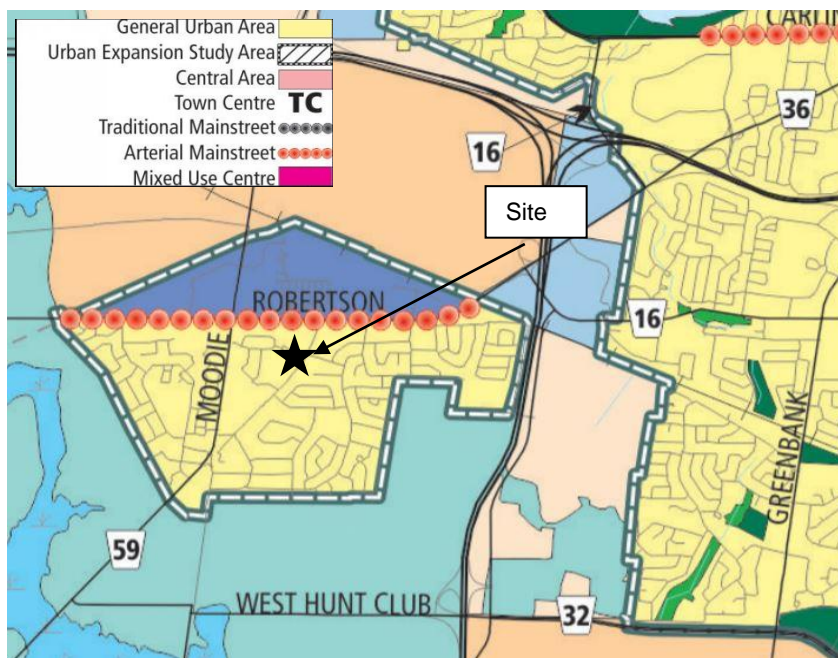 General Urban Area
Urban Expansion Study Area
Central Area
Town Centre TC
Traditional Mainstreet
Arterial Mainstreet
Mixed Use Centre
36
16
Site
ROBERTSON
16
MOODIE
GREENBANK
59
WEST HUNT CLUB
32